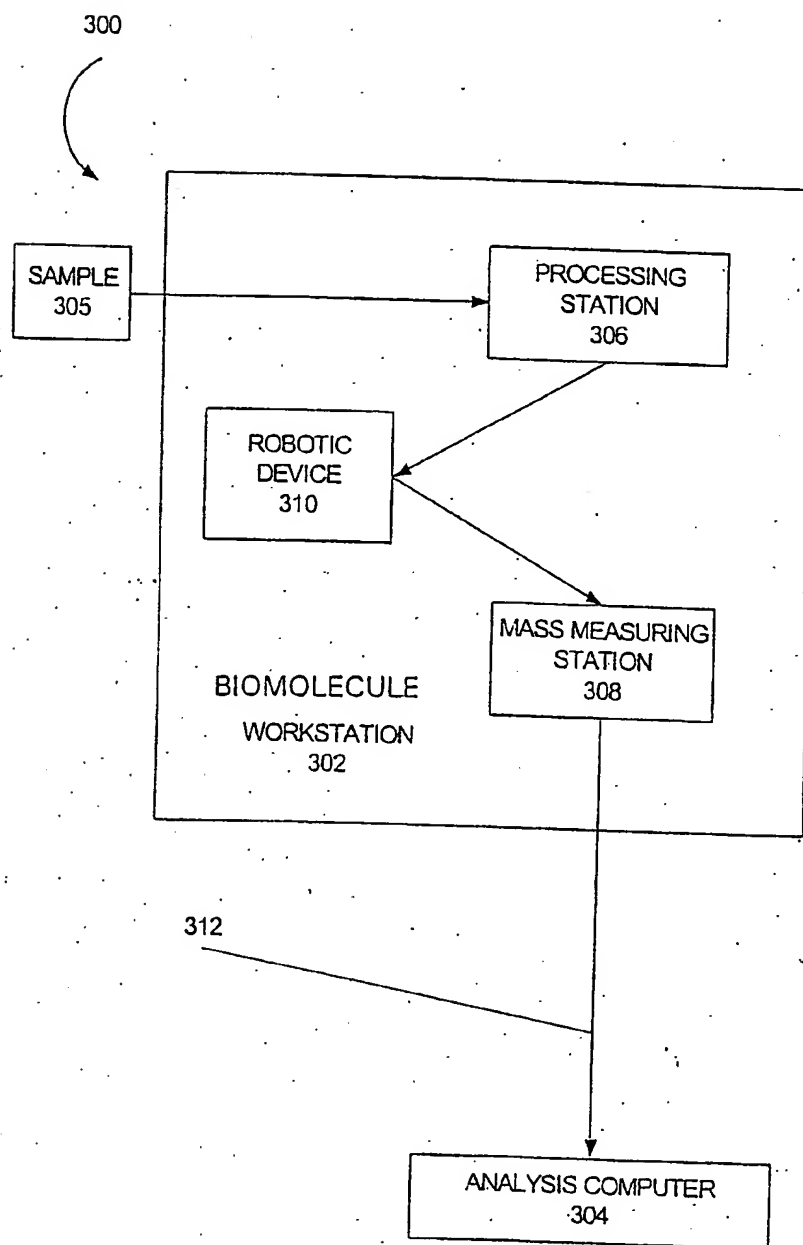 300
SAMPLE
305
PROCESSING
STATION
306
ROBOTIC
DEVICE
310
MASS MEASURING
STATION
308
BIOMOLECULE
WORKSTATION
302
312
ANALYSIS COMPUTER
304